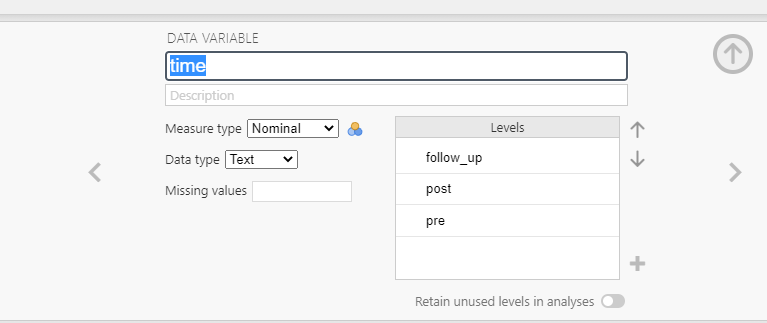 DATA VARIABLE
time
Description
Measure type Nominal
Data type Text
Missing values
Levels
follow_up
post
pre
Retain unused levels in analyses